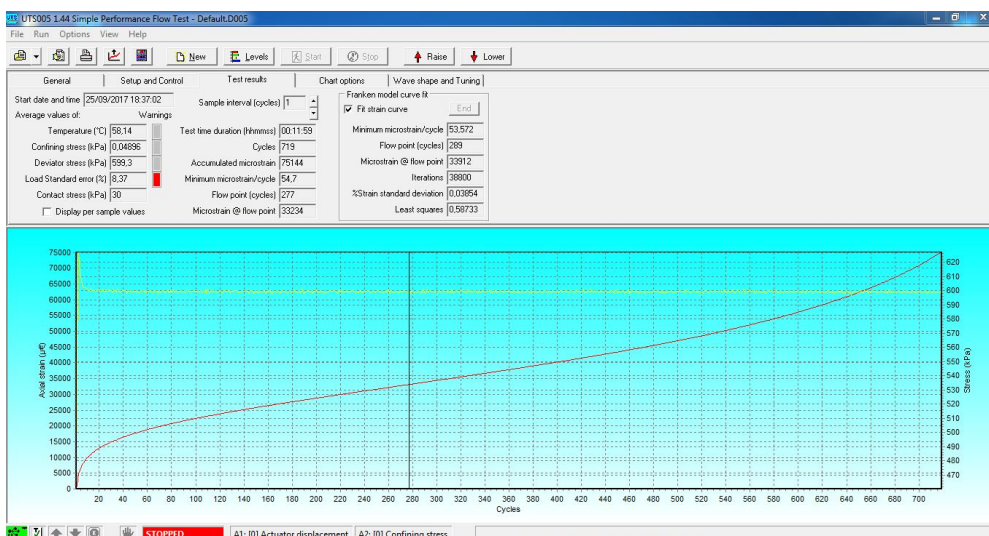 UTS005 1.44 Simple Performance Flow Test - Default.D005
File Run Options View Help
New Levels Start Stop Raise Lower
General Setup and Control Test results Chart options Wave shape and Tuning
Start date and time 25/09/2017 18:37:02
Average values of: Warnings
Temperature (°C) 58,14
Confining stress (kPa) 0,04896
Deviator stress (kPa) 599,3
Load Standard error (%) 8,37
Contact stress (kPa) 30
Display per sample values
Sample interval (cycles) 1
Test time duration (hhmmss) 00:11:59
Cycles 719
Accumulated microstrain 75144
Minimum microstrain/cycle 54,7
Flow point (cycles) 277
Microstrain @ flow point 33234
Franken model curve fit
Fit strain curve End
Minimum microstrain/cycle 53,572
Flow point (cycles) 289
Microstrain @ flow point 33912
Iterations 38800
%Strain standard deviation 0,03854
Least squares 0,58733
Axial strain (µε)
75000
70000
65000
60000
55000
50000
45000
40000
35000
30000
25000
20000
15000
10000
5000
0
620
610
600
590
580
570
560
550
540
530
520
510
500
490
480
470
Stress (kPa)
20 40 60 80 100 120 140 160 180 200 220 240 260 280 300 320 340 360 380 400 420 440 460 480 500 520 540 560 580 600 620 640 660 680 700
Cycles
STOPPED A1: [0] Actuator displacement A2: [0] Confining stress